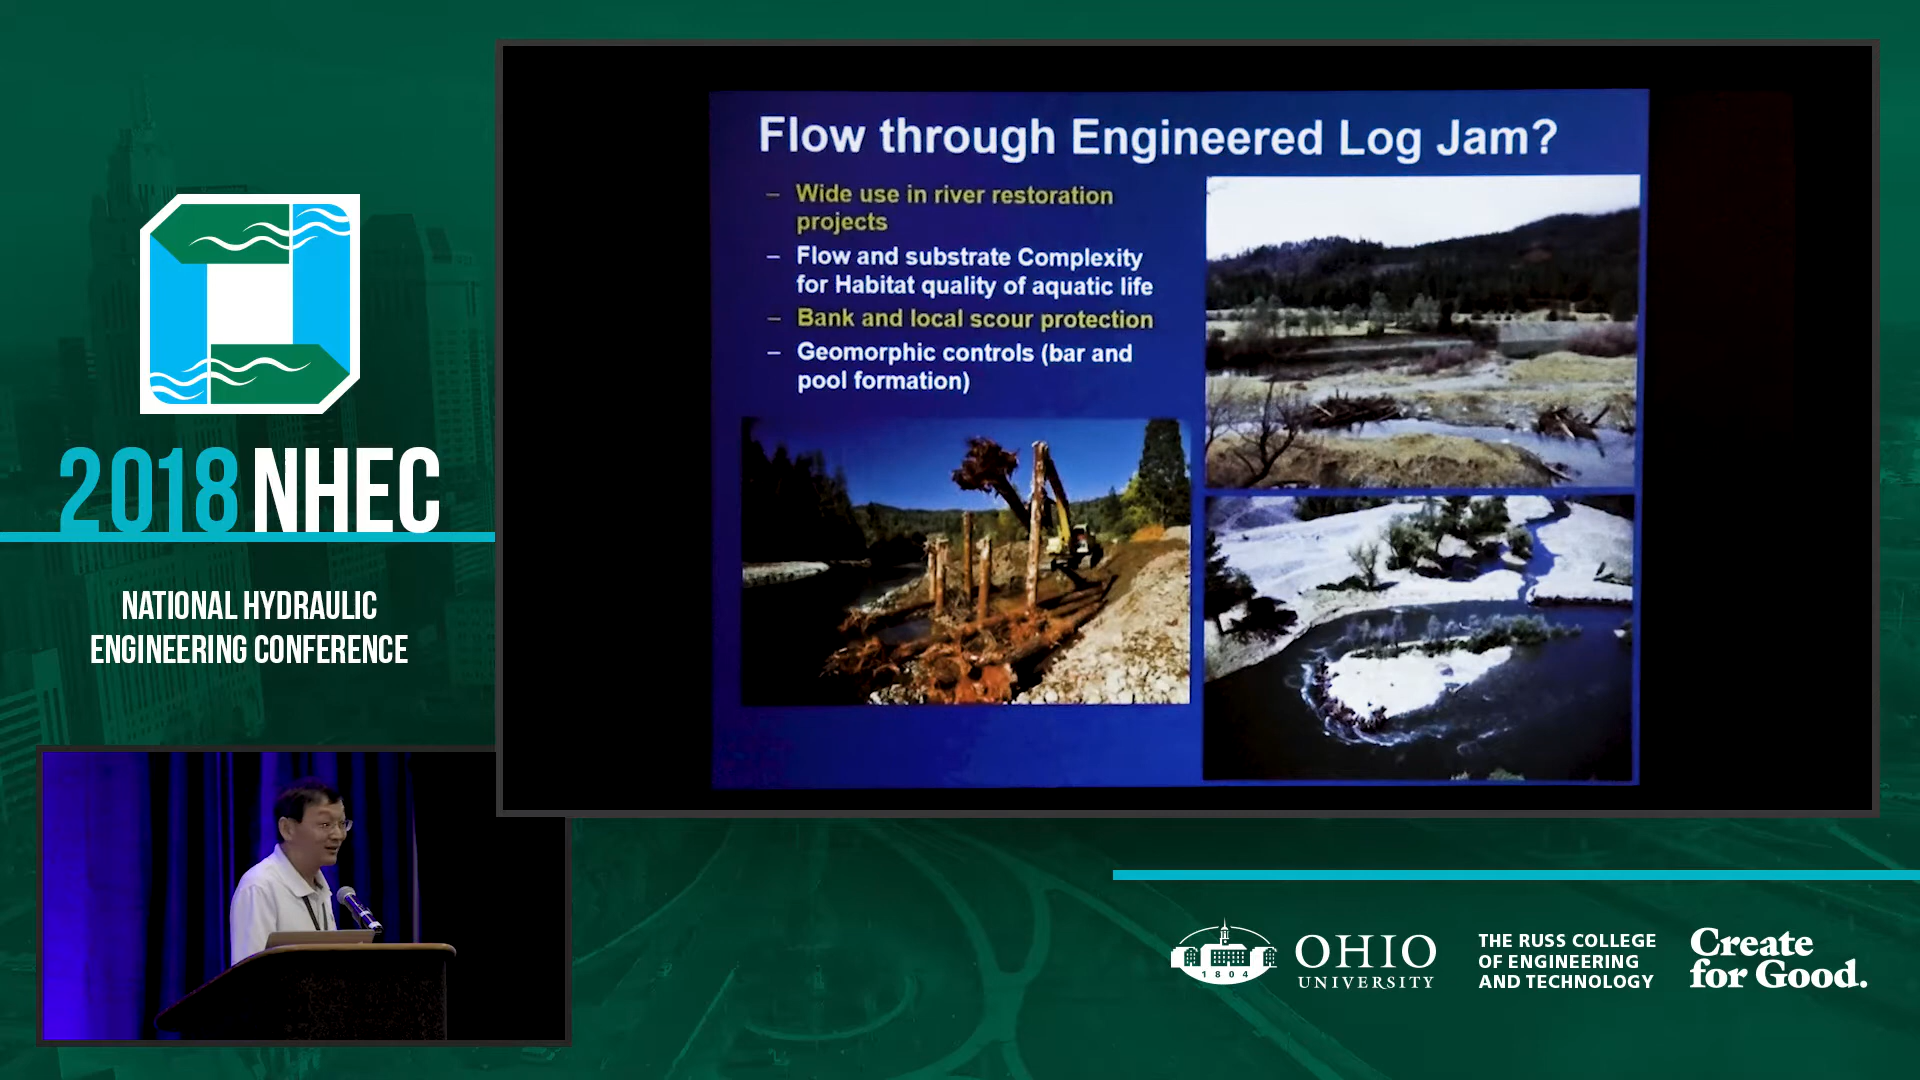 Flow through Engineered Log Jam?
– Wide use in river restoration
projects
– Flow and substrate Complexity
for Habitat quality of aquatic life
– Bank and local scour protection
– Geomorphic controls (bar and
pool formation)
2018 NHEC
NATIONAL HYDRAULIC
ENGINEERING CONFERENCE
1804
OHIO
UNIVERSITY
THE RUSS COLLEGE
OF ENGINEERING
AND TECHNOLOGY
Create
for Good.